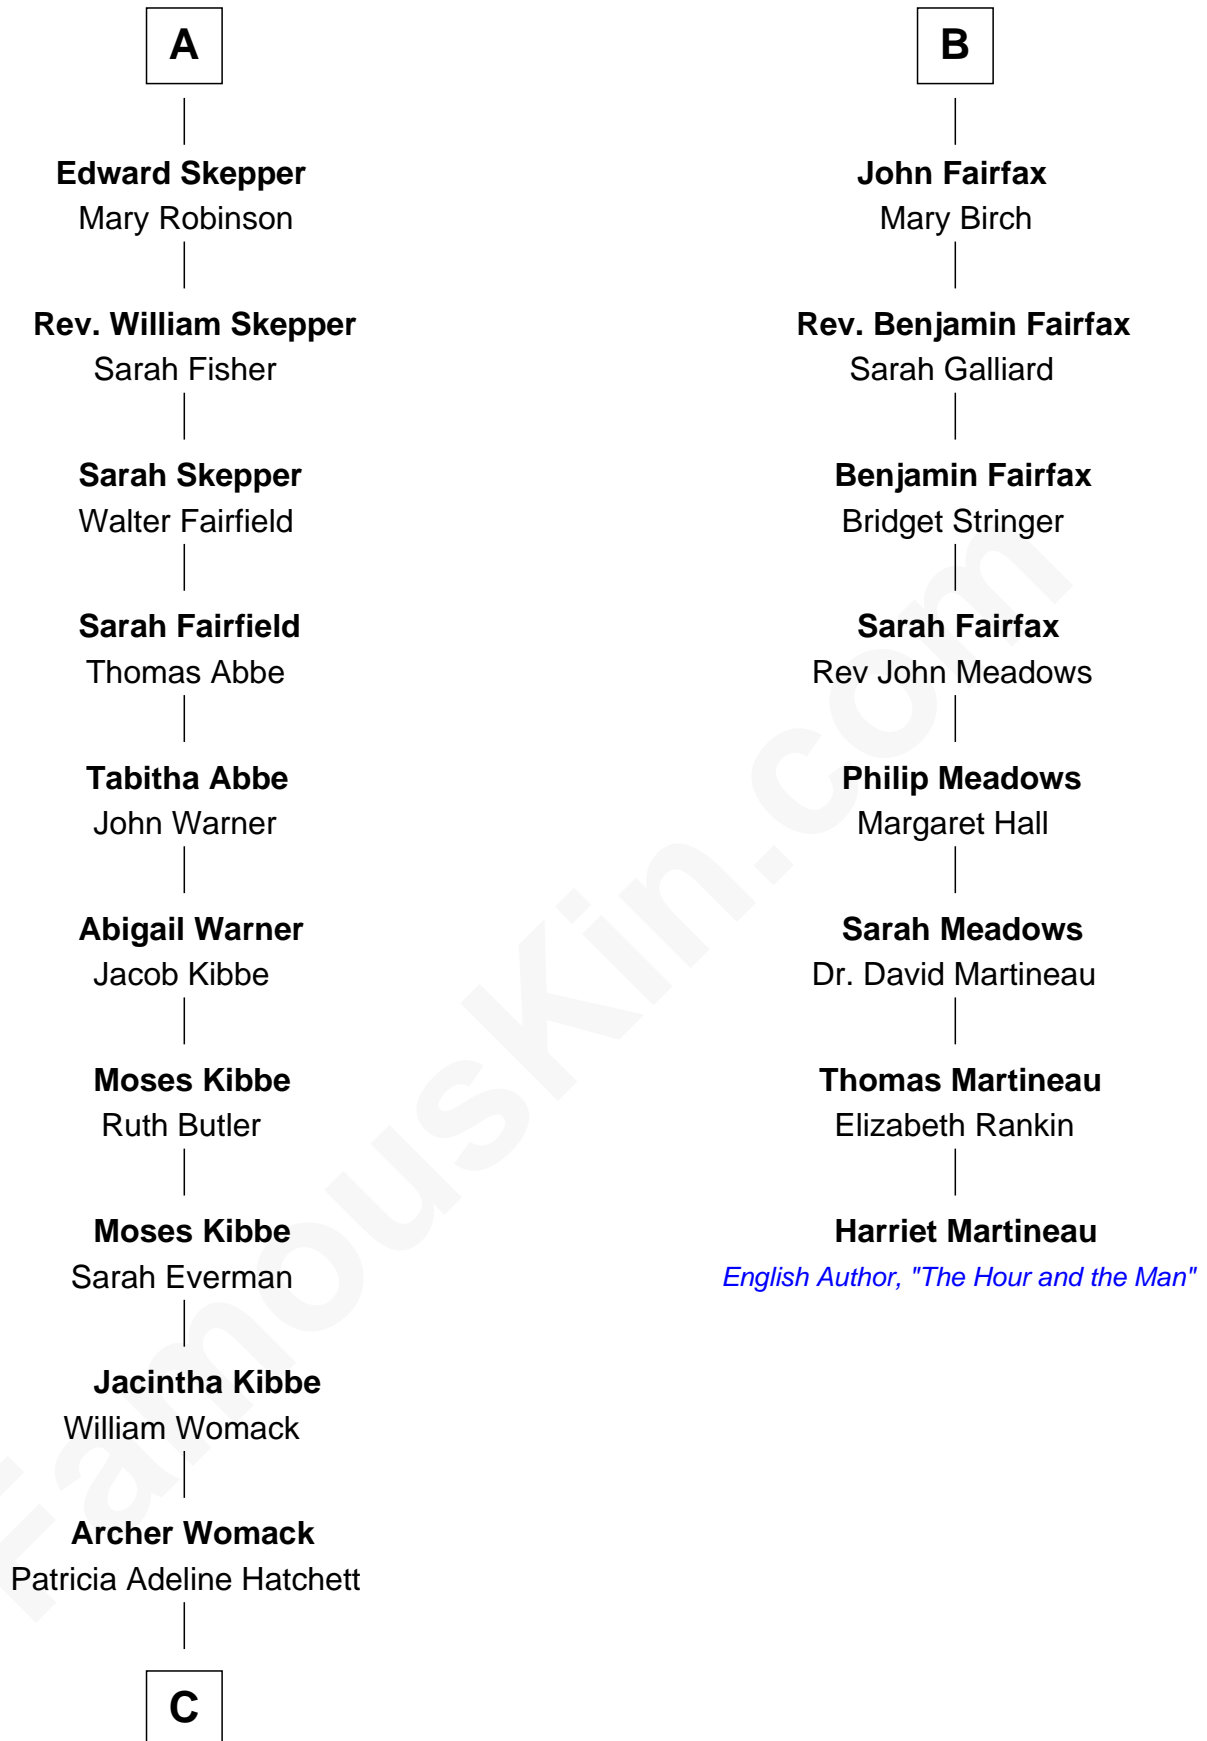 A
Edward Skepper
Mary Robinson
Rev. William Skepper
Sarah Fisher
Sarah Skepper
Walter Fairfield
Sarah Fairfield
Thomas Abbe
Tabitha Abbe
John Warner
Abigail Warner
Jacob Kibbe
Moses Kibbe
Ruth Butler
Moses Kibbe
Sarah Everman
Jacintha Kibbe
William Womack
Archer Womack
Patricia Adeline Hatchett
C
B
John Fairfax
Mary Birch
Rev. Benjamin Fairfax
Sarah Galliard
Benjamin Fairfax
Bridget Stringer
Sarah Fairfax
Rev John Meadows
Philip Meadows
Margaret Hall
Sarah Meadows
Dr. David Martineau
Thomas Martineau
Elizabeth Rankin
Harriet Martineau
English Author, "The Hour and the Man"
FamousKin.com